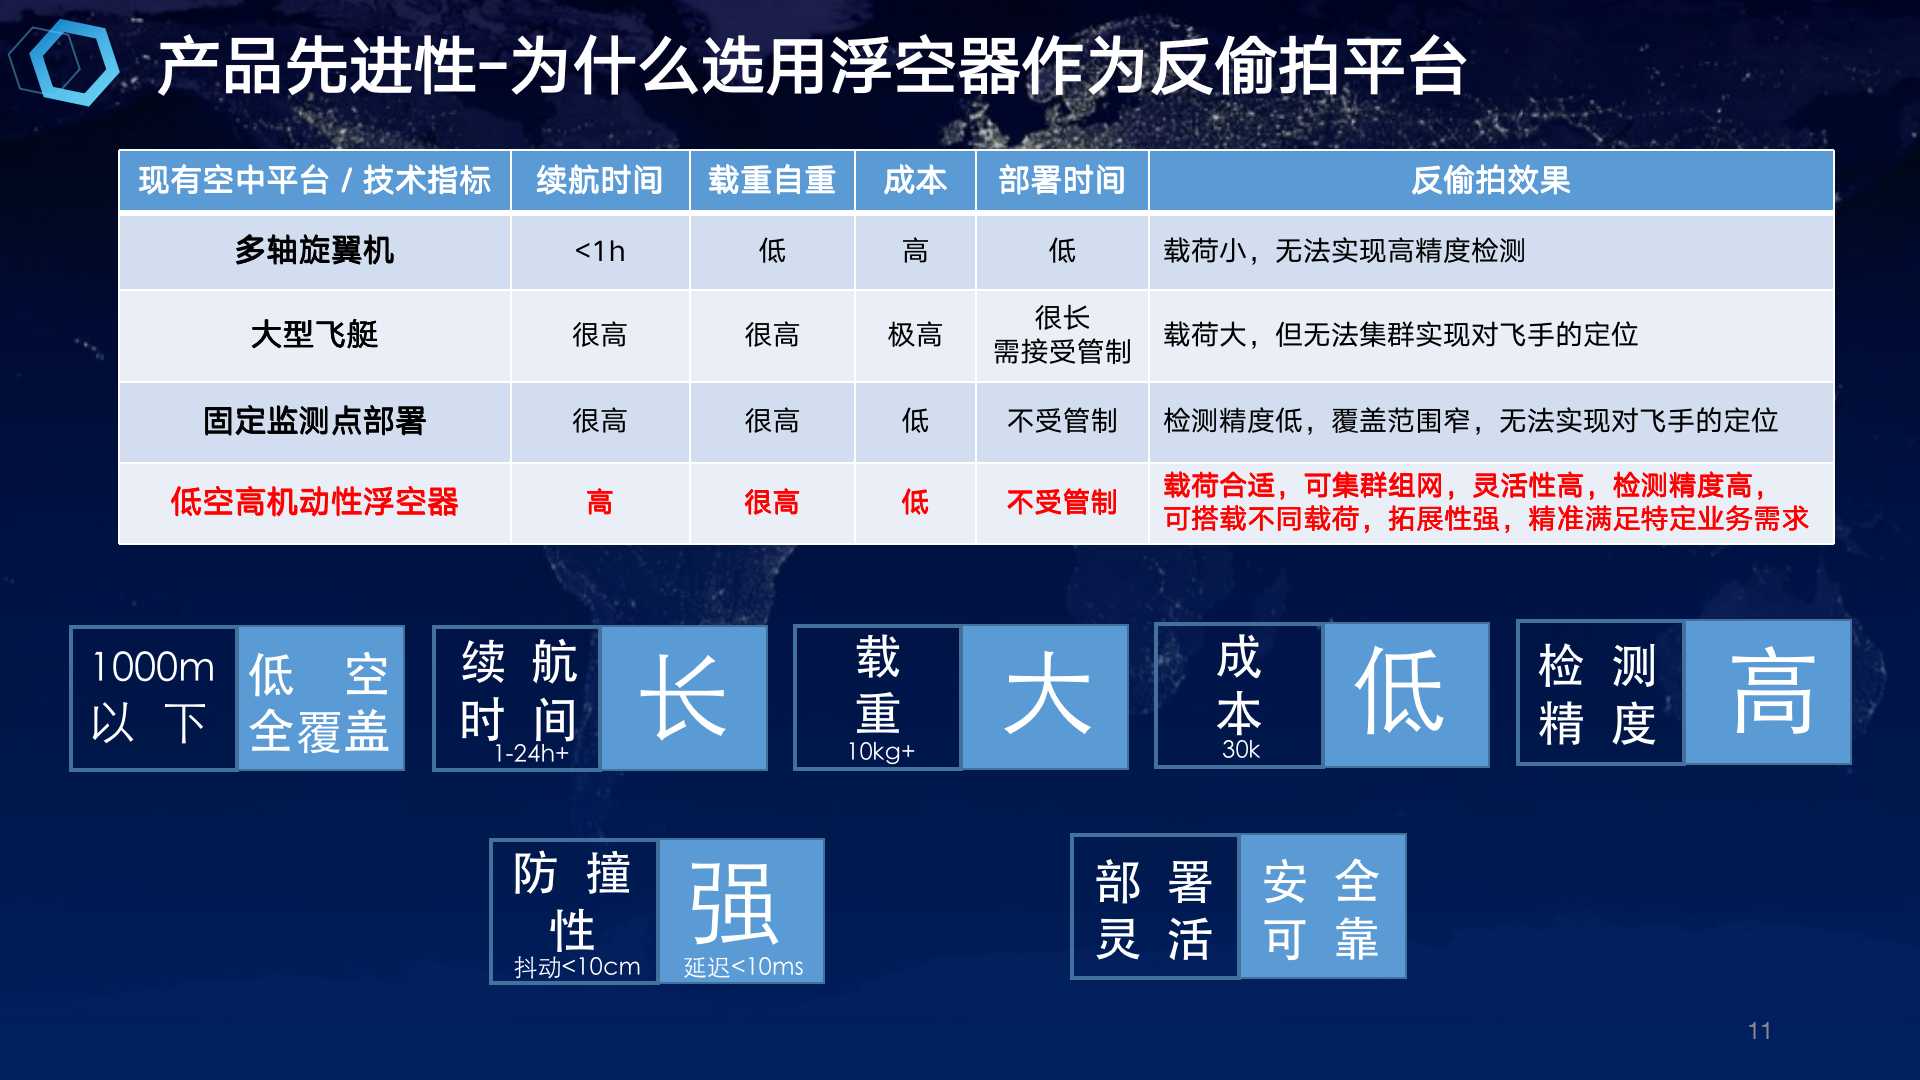 产品先进性-为什么选用浮空器作为反偷拍平台
现有空中平台 / 技术指标 续航时间 载重自重 成本 部署时间 反偷拍效果
多轴旋翼机 <1h 低 高 低 载荷小，无法实现高精度检测
大型飞艇 很高 很高 极高 很长 需接受管制 载荷大，但无法集群实现对飞手的定位
固定监测点部署 很高 很高 低 不受管制 检测精度低，覆盖范围窄，无法实现对飞手的定位
低空高机动性浮空器 高 很高 低 不受管制 载荷合适，可集群组网，灵活性高，检测精度高，
可搭载不同载荷，拓展性强，精准满足特定业务需求
1000m
以 下
低 空
全覆盖
续 航
时 间
1-24h+
长
载
重
10kg+
大
成
本
30k
低
检 测
精 度
高
防 撞
性
抖动<10cm
强
延迟<10ms
部 署
灵 活
安 全
可 靠
11